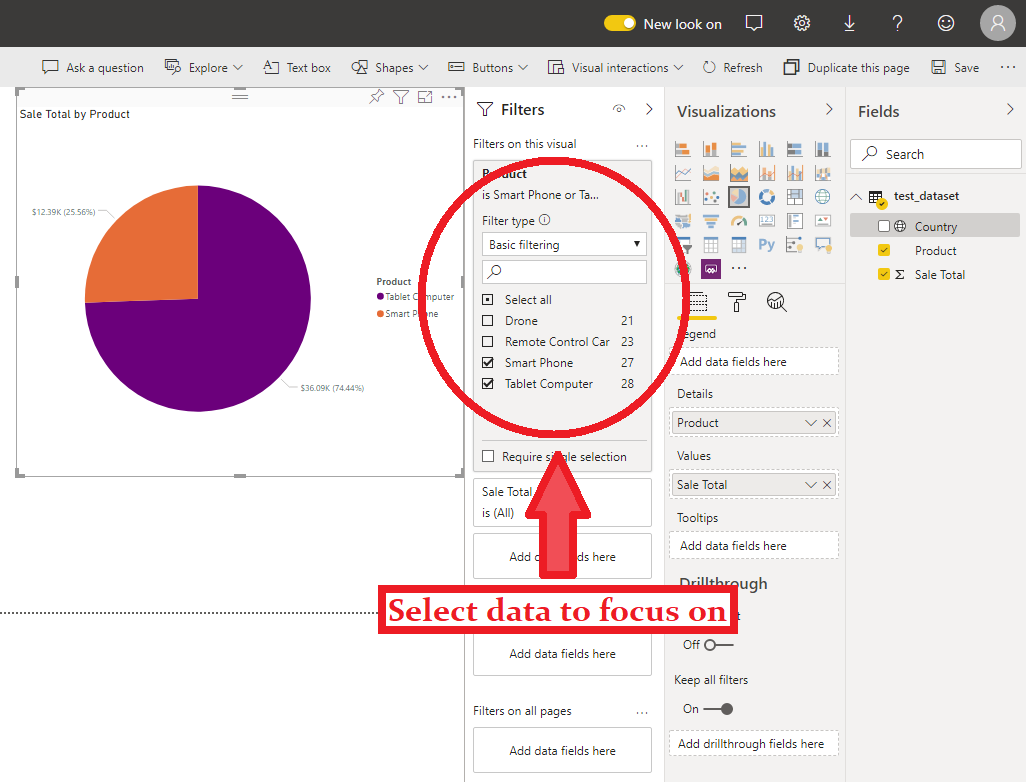 New look on
Ask a question
Explore
Text box
Shapes
Buttons
Visual interactions
Refresh
Duplicate this page
Save
Sale Total by Product
$12.39K (25.56%)
$36.09K (74.44%)
Product
Tablet Computer
Smart Phone
Filters
Filters on this visual
Product
is Smart Phone or Ta...
Filter type
Basic filtering
Select all
Drone 21
Remote Control Car 23
Smart Phone 27
Tablet Computer 28
Require single selection
Sale Total
is (All)
Add data fields here
Select data to focus on
Add data fields here
Filters on all pages
Add data fields here
Visualizations
Py
Legend
Add data fields here
Details
Product
Values
Sale Total
Tooltips
Add data fields here
Drillthrough
Off
Keep all filters
On
Add drillthrough fields here
Fields
Search
test_dataset
Country
Product
Sale Total